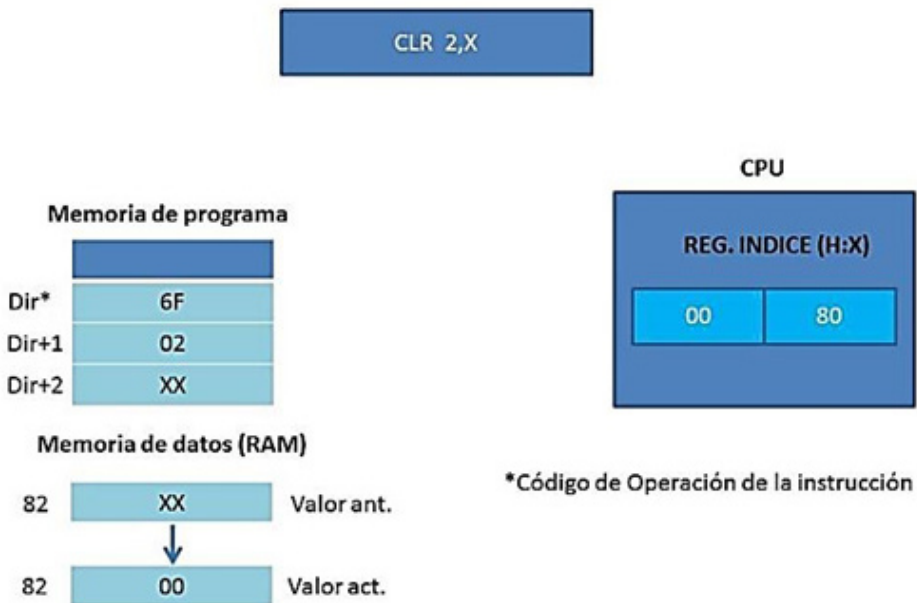 CLR 2,X
CPU
REG. INDICE (H:X)
00 80
Memoria de programa
Dir* 6F
Dir+1 02
Dir+2 XX
Memoria de datos (RAM)
82 XX Valor ant.
82 00 Valor act.
*Código de Operación de la instrucción